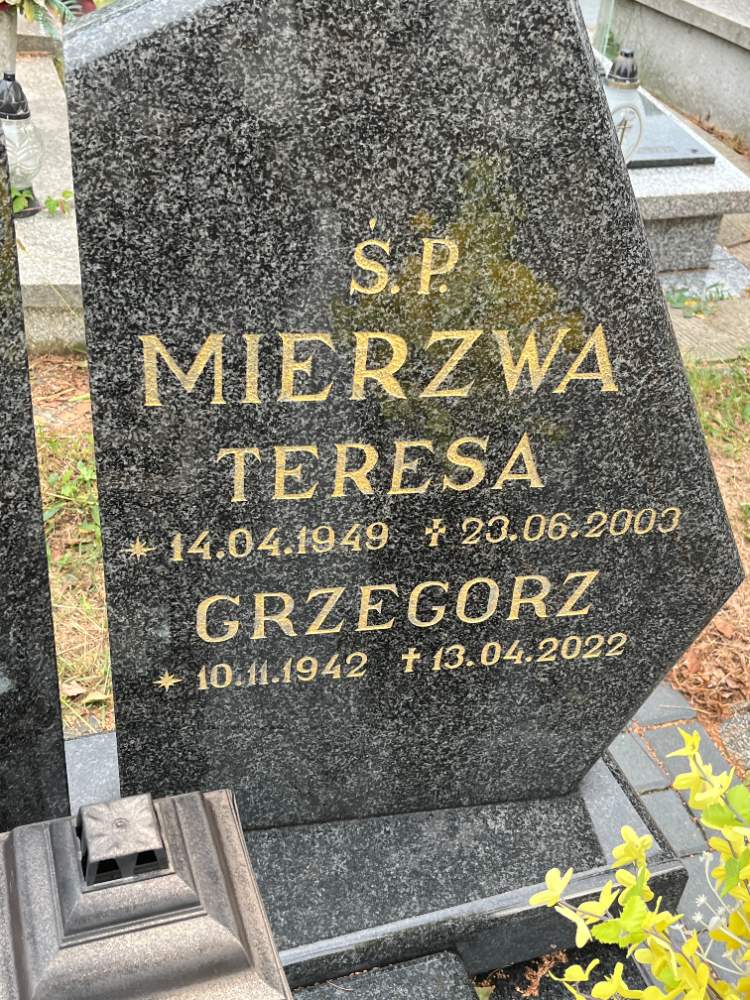 Ś.P.
MIERZWA
TERESA
* 14.04.1949 ✝ 23.06.2003
GRZEGORZ
* 10.11.1942 ✝ 13.04.2022